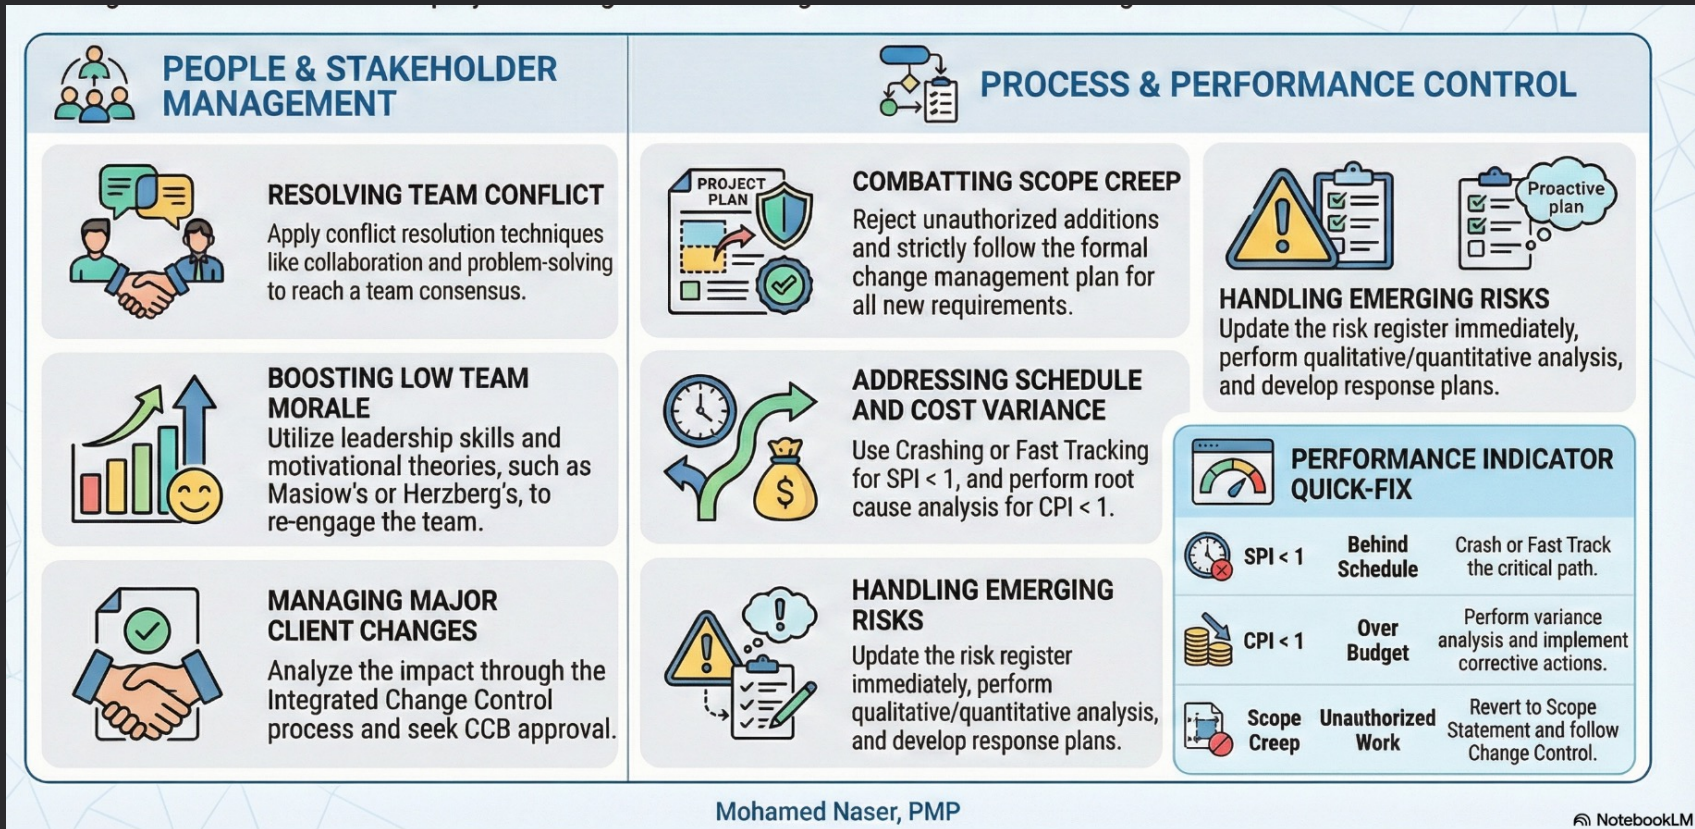 PEOPLE & STAKEHOLDER
MANAGEMENT
RESOLVING TEAM CONFLICT
Apply conflict resolution techniques
like collaboration and problem-solving
to reach a team consensus.
BOOSTING LOW TEAM
MORALE
Utilize leadership skills and
motivational theories, such as
Masiow's or Herzberg's, to
re-engage the team.
MANAGING MAJOR
CLIENT CHANGES
Analyze the impact through the
Integrated Change Control
process and seek CCB approval.
PROCESS & PERFORMANCE CONTROL
PROJECT
PLAN
COMBATTING SCOPE CREEP
Reject unauthorized additions
and strictly follow the formal
change management plan for
all new requirements.
ADDRESSING SCHEDULE
AND COST VARIANCE
Use Crashing or Fast Tracking
for SPI < 1, and perform root
cause analysis for CPI < 1.
HANDLING EMERGING
RISKS
Update the risk register
immediately, perform
qualitative/quantitative analysis,
and develop response plans.
Proactive
plan
HANDLING EMERGING RISKS
Update the risk register immediately,
perform qualitative/quantitative analysis,
and develop response plans.
PERFORMANCE INDICATOR
QUICK-FIX
SPI < 1
Behind
Schedule
Crash or Fast Track
the critical path.
CPI < 1
Over
Budget
Perform variance
analysis and implement
corrective actions.
Scope
Creep
Unauthorized
Work
Revert to Scope
Statement and follow
Change Control.
Mohamed Naser, PMP
NotebookLM